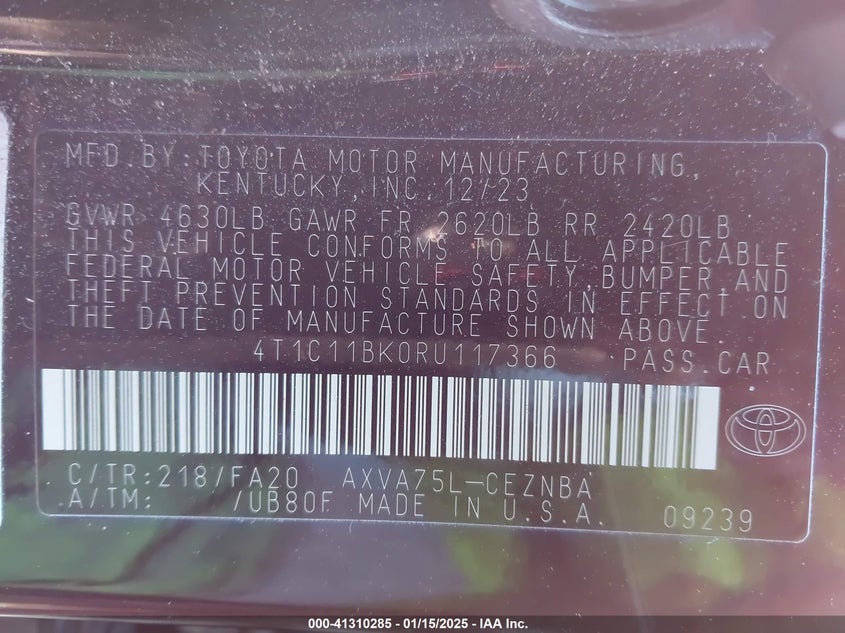 MFD.BY:TOYOTA MOTOR MANUFACTURING,
KENTUCKY,INC.12/23
GVWR 4630LB GAWR FR 2620LB RR 2420LB
THIS VEHICLE CONFORMS TO ALL APPLICABLE
FEDERAL MOTOR VEHICLE SAFETY,BUMPER,AND
THEFT PREVENTION STANDARDS IN EFFECT ON
THE DATE OF MANUFACTURE SHOWN ABOVE.
4T1C11BK0RU117366 PASS.CAR
C/TR:218/FA20 AXVA75L-CEZNBA
A/TM: /UB80F MADE IN U.S.A. 09239
000-41310285 - 01/15/2025 - IAA Inc.